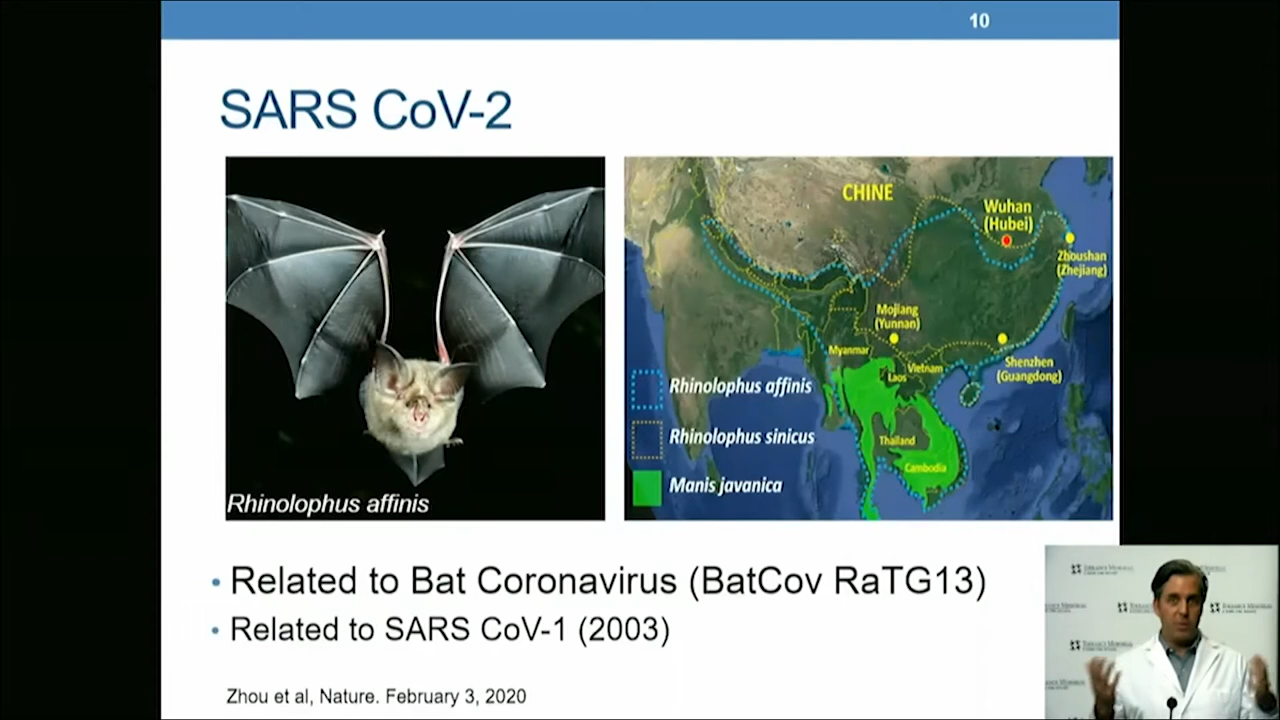 10
SARS CoV-2
Rhinolophus affinis
CHINE
Wuhan
(Hubei)
Zhoushan
(Zhejiang)
Mojiang
(Yunnan)
Myanmar
Laos
Vietnam
Shenzhen
(Guangdong)
Thailand
Cambodia
Rhinolophus affinis
Rhinolophus sinicus
Manis javanica
• Related to Bat Coronavirus (BatCov RaTG13)
• Related to SARS CoV-1 (2003)
Zhou et al, Nature. February 3, 2020
Torrance Memorial